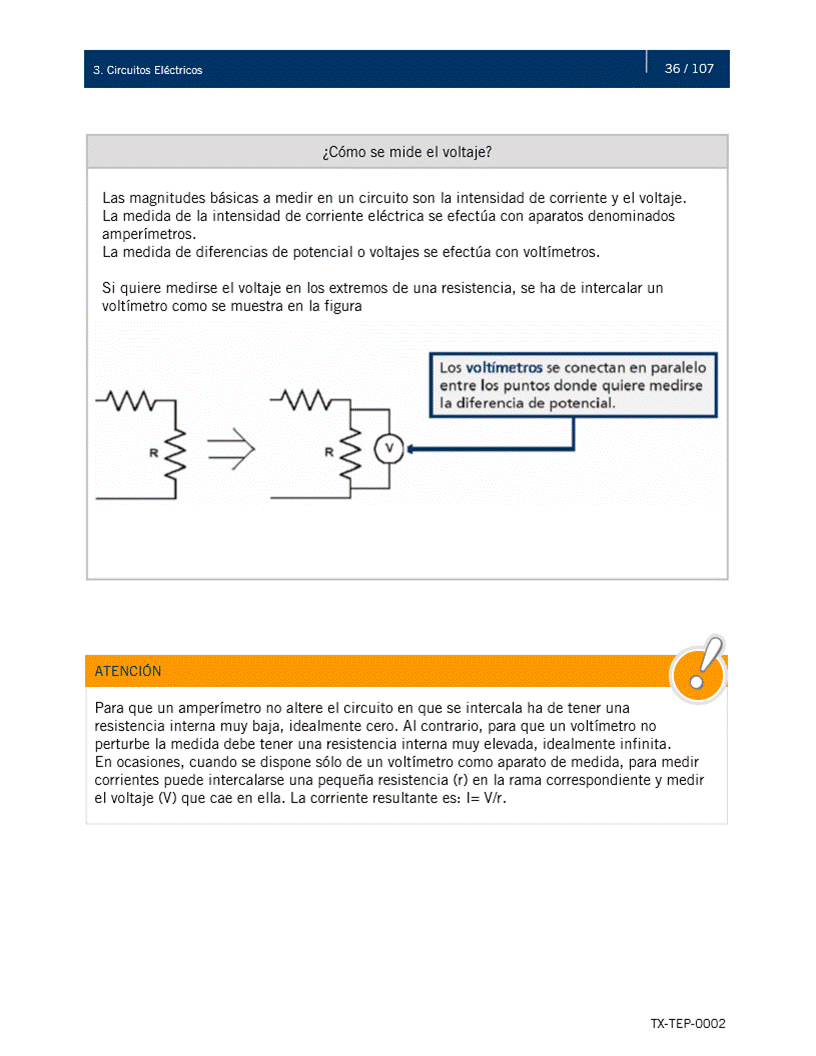 3. Circuitos Eléctricos
36 / 107
¿Cómo se mide el voltaje?
Las magnitudes básicas a medir en un circuito son la intensidad de corriente y el voltaje.
La medida de la intensidad de corriente eléctrica se efectúa con aparatos denominados
amperímetros.
La medida de diferencias de potencial o voltajes se efectúa con voltímetros.
Si quiere medirse el voltaje en los extremos de una resistencia, se ha de intercalar un
voltímetro como se muestra en la figura
Los voltímetros se conectan en paralelo
entre los puntos donde quiere medirse
la diferencia de potencial.
R
R
V
ATENCIÓN
Para que un amperímetro no altere el circuito en que se intercala ha de tener una
resistencia interna muy baja, idealmente cero. Al contrario, para que un voltímetro no
perturbe la medida debe tener una resistencia interna muy elevada, idealmente infinita.
En ocasiones, cuando se dispone sólo de un voltímetro como aparato de medida, para medir
corrientes puede intercalarse una pequeña resistencia (r) en la rama correspondiente y medir
el voltaje (V) que cae en ella. La corriente resultante es: I= V/r.
TX-TEP-0002